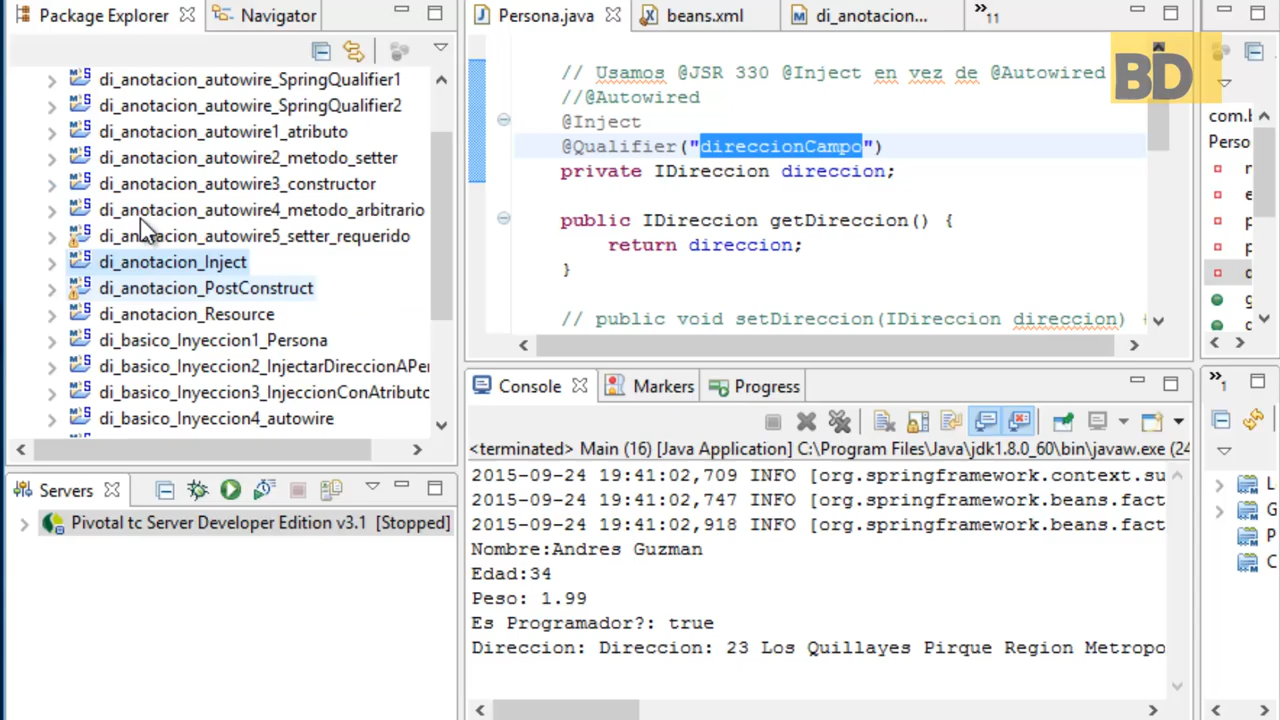 Package Explorer
Navigator
di_anotacion_autowire_SpringQualifier1
di_anotacion_autowire_SpringQualifier2
di_anotacion_autowire1_atributo
di_anotacion_autowire2_metodo_setter
di_anotacion_autowire3_constructor
di_anotacion_autowire4_metodo_arbitrario
di_anotacion_autowire5_setter_requerido
di_anotacion_Inject
di_anotacion_PostConstruct
di_anotacion_Resource
di_basico_Inyeccion1_Persona
di_basico_Inyeccion2_InjectarDireccionAPer
di_basico_Inyeccion3_InjeccionConAtributo
di_basico_Inyeccion4_autowire
Servers
Pivotal tc Server Developer Edition v3.1 [Stopped]
Persona.java
beans.xml
di_anotacion...
»11
BD
// Usamos @JSR 330 @Inject en vez de @Autowired
//@Autowired
@Inject
@Qualifier("direccionCampo")
private IDireccion direccion;
public IDireccion getDireccion() {
return direccion;
}
// public void setDireccion(IDireccion direccion) {
Console
Markers
Progress
<terminated> Main (16) [Java Application] C:\Program Files\Java\jdk1.8.0_60\bin\javaw.exe (24
2015-09-24 19:41:02,709 INFO [org.springframework.context.su
2015-09-24 19:41:02,747 INFO [org.springframework.beans.fact
2015-09-24 19:41:02,918 INFO [org.springframework.beans.fact
Nombre:Andres Guzman
Edad:34
Peso: 1.99
Es Programador?: true
Direccion: Direccion: 23 Los Quillayes Pirque Region Metropo
Perso
»1
L
G
P
C